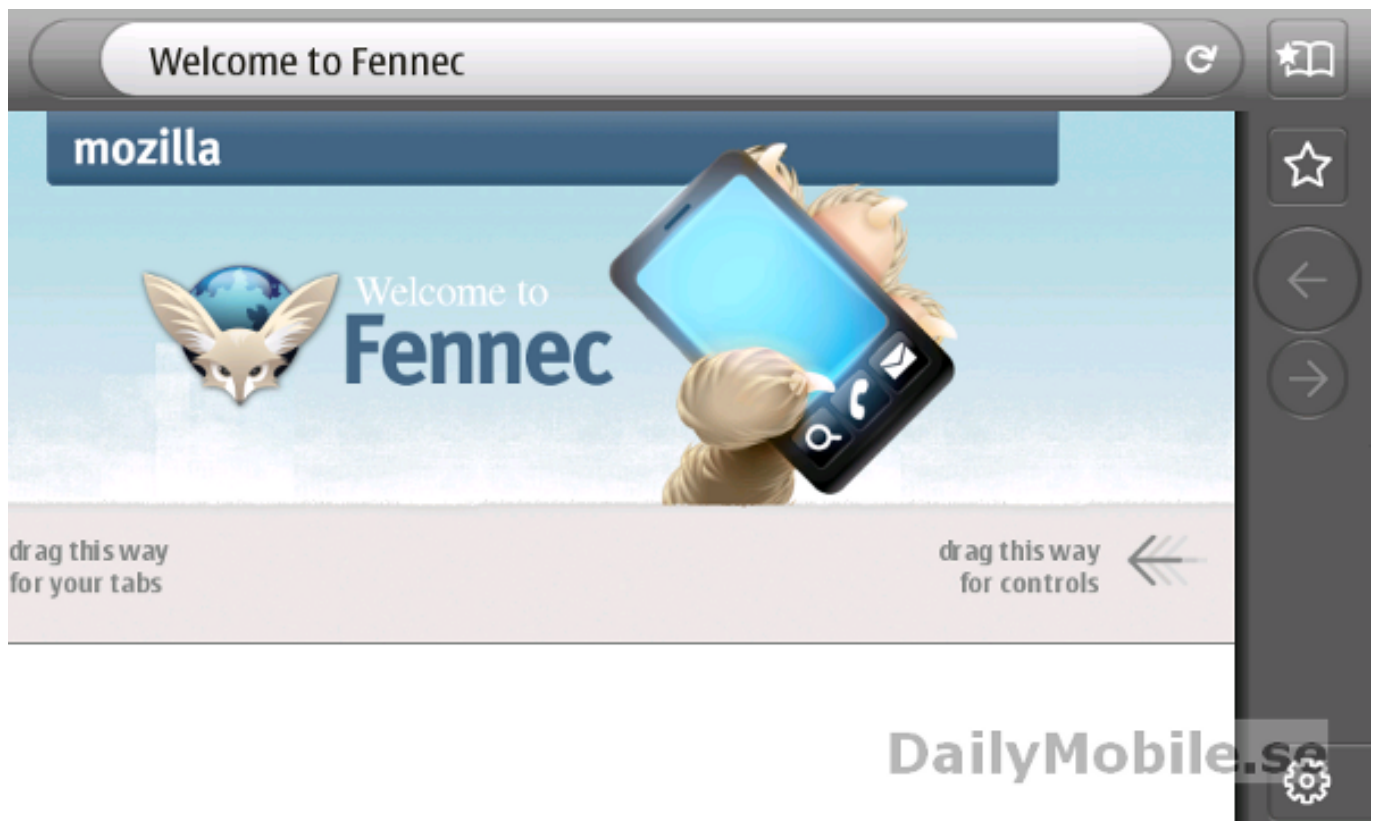 Welcome to Fennec
mozilla
Welcome to
Fennec
drag this way
for your tabs
drag this way
for controls
DailyMobile.se